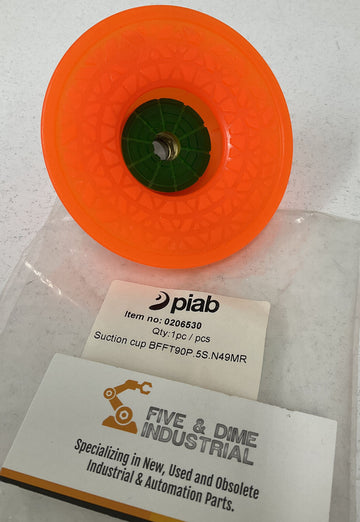 piab
Item no: 0206530
Qty:1pc / pcs
Suction cup BFFT90P.5S.N49MR
FIVE & DIME
INDUSTRIAL
Specializing in New, Used and Obsolete
Industrial & Automation Parts.